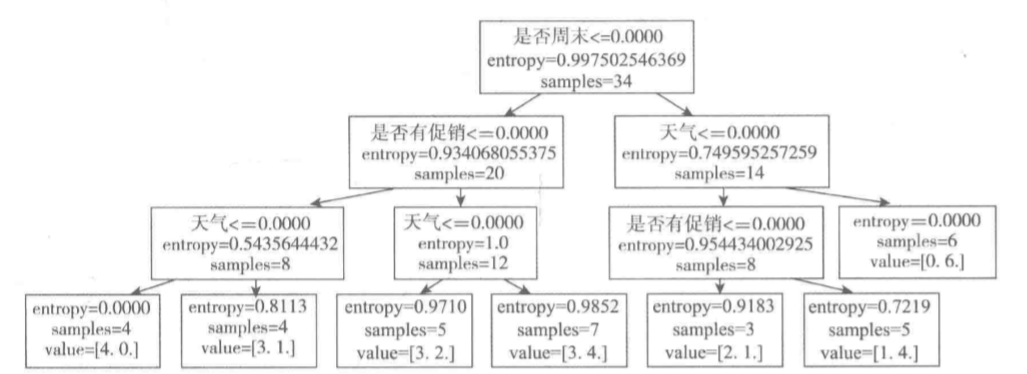 是否周末<=0.0000
entropy=0.997502546369
samples=34
是否有促销<=0.0000
entropy=0.934068055375
samples=20
天气<=0.0000
entropy=0.749595257259
samples=14
天气<=0.0000
entropy=0.5435644432
samples=8
天气<=0.0000
entropy=1.0
samples=12
是否有促销<=0.0000
entropy=0.954434002925
samples=8
entropy=0.0000
samples=6
value=[0. 6.]
entropy=0.0000
samples=4
value=[4. 0.]
entropy=0.8113
samples=4
value=[3. 1.]
entropy=0.9710
samples=5
value=[3. 2.]
entropy=0.9852
samples=7
value=[3. 4.]
entropy=0.9183
samples=3
value=[2. 1.]
entropy=0.7219
samples=5
value=[1. 4.]